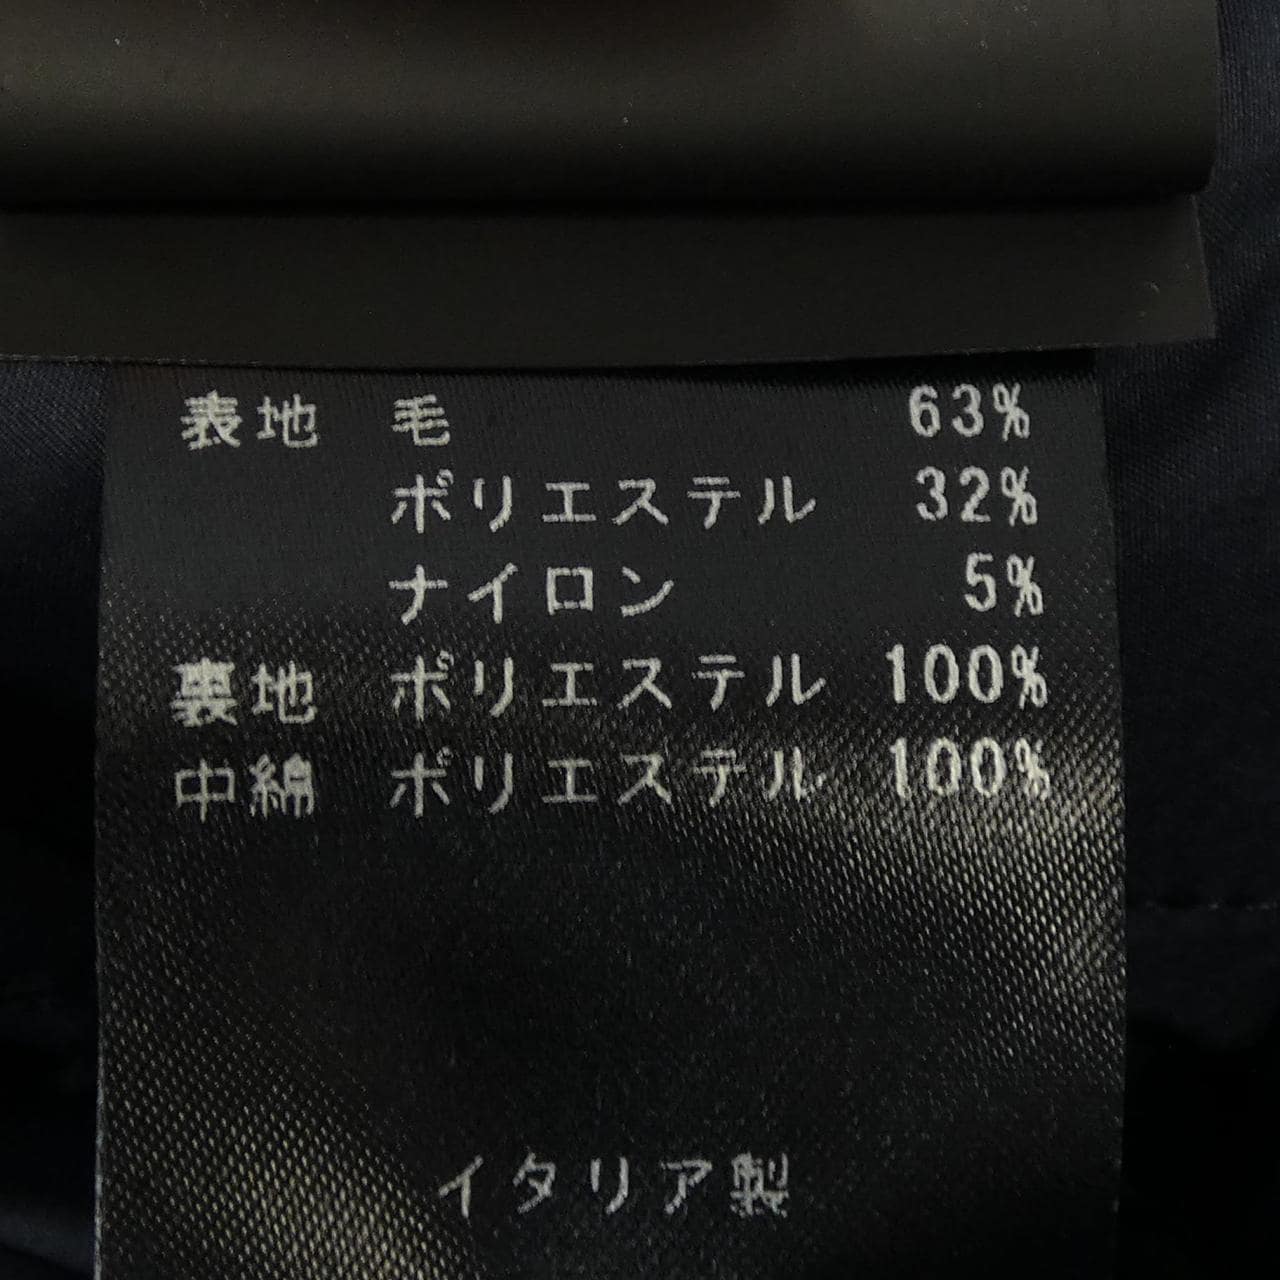 表地 毛 63%
ポリエステル 32%
ナイロン 5%
裏地 ポリエステル 100%
中綿 ポリエステル 100%
イタリア製